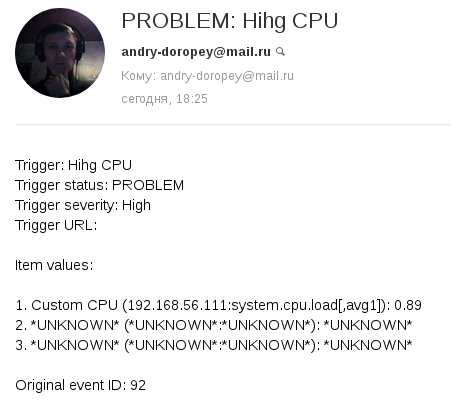 PROBLEM: Hihg CPU
andry-doropey@mail.ru
Кому: andry-doropey@mail.ru
сегодня, 18:25
Trigger: Hihg CPU
Trigger status: PROBLEM
Trigger severity: High
Trigger URL:
Item values:
1. Custom CPU (192.168.56.111:system.cpu.load[,avg1]): 0.89
2. *UNKNOWN* (*UNKNOWN*:*UNKNOWN*): *UNKNOWN*
3. *UNKNOWN* (*UNKNOWN*:*UNKNOWN*): *UNKNOWN*
Original event ID: 92